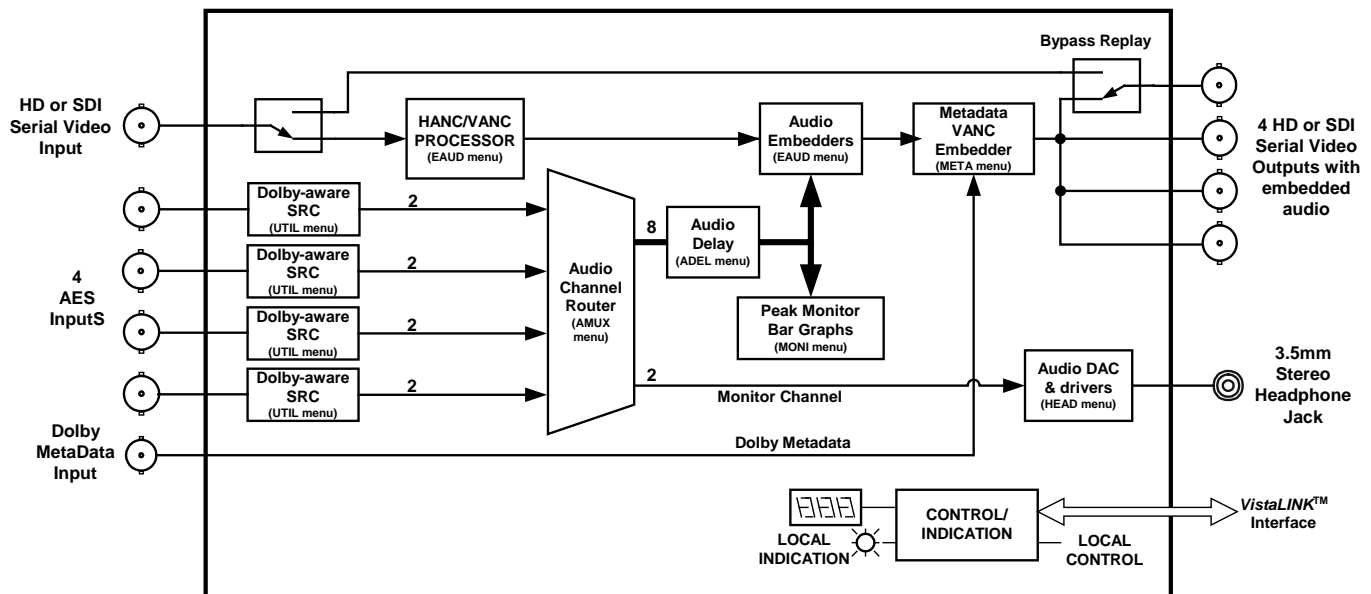 Bypass Replay
HD or SDI
Serial Video
Input
HANC/VANC
PROCESSOR
(EAUD menu)
Audio
Embedders
(EAUD menu)
Metadata
VANC
Embedder
(META menu)
4 HD or SDI
Serial Video
Outputs with
embedded
audio
4
AES
InputS
Dolby-aware
SRC
(UTIL menu)
2
Dolby-aware
SRC
(UTIL menu)
2
Dolby-aware
SRC
(UTIL menu)
2
Dolby-aware
SRC
(UTIL menu)
2
Audio
Channel
Router
(AMUX
menu)
8
Audio
Delay
(ADEL menu)
Peak Monitor
Bar Graphs
(MONI menu)
2
Monitor Channel
Audio DAC
& drivers
(HEAD menu)
3.5mm
Stereo
Headphone
Jack
Dolby
MetaData
Input
Dolby Metadata
LOCAL
INDICATION
CONTROL/
INDICATION
LOCAL
CONTROL
VistaLINK™
Interface